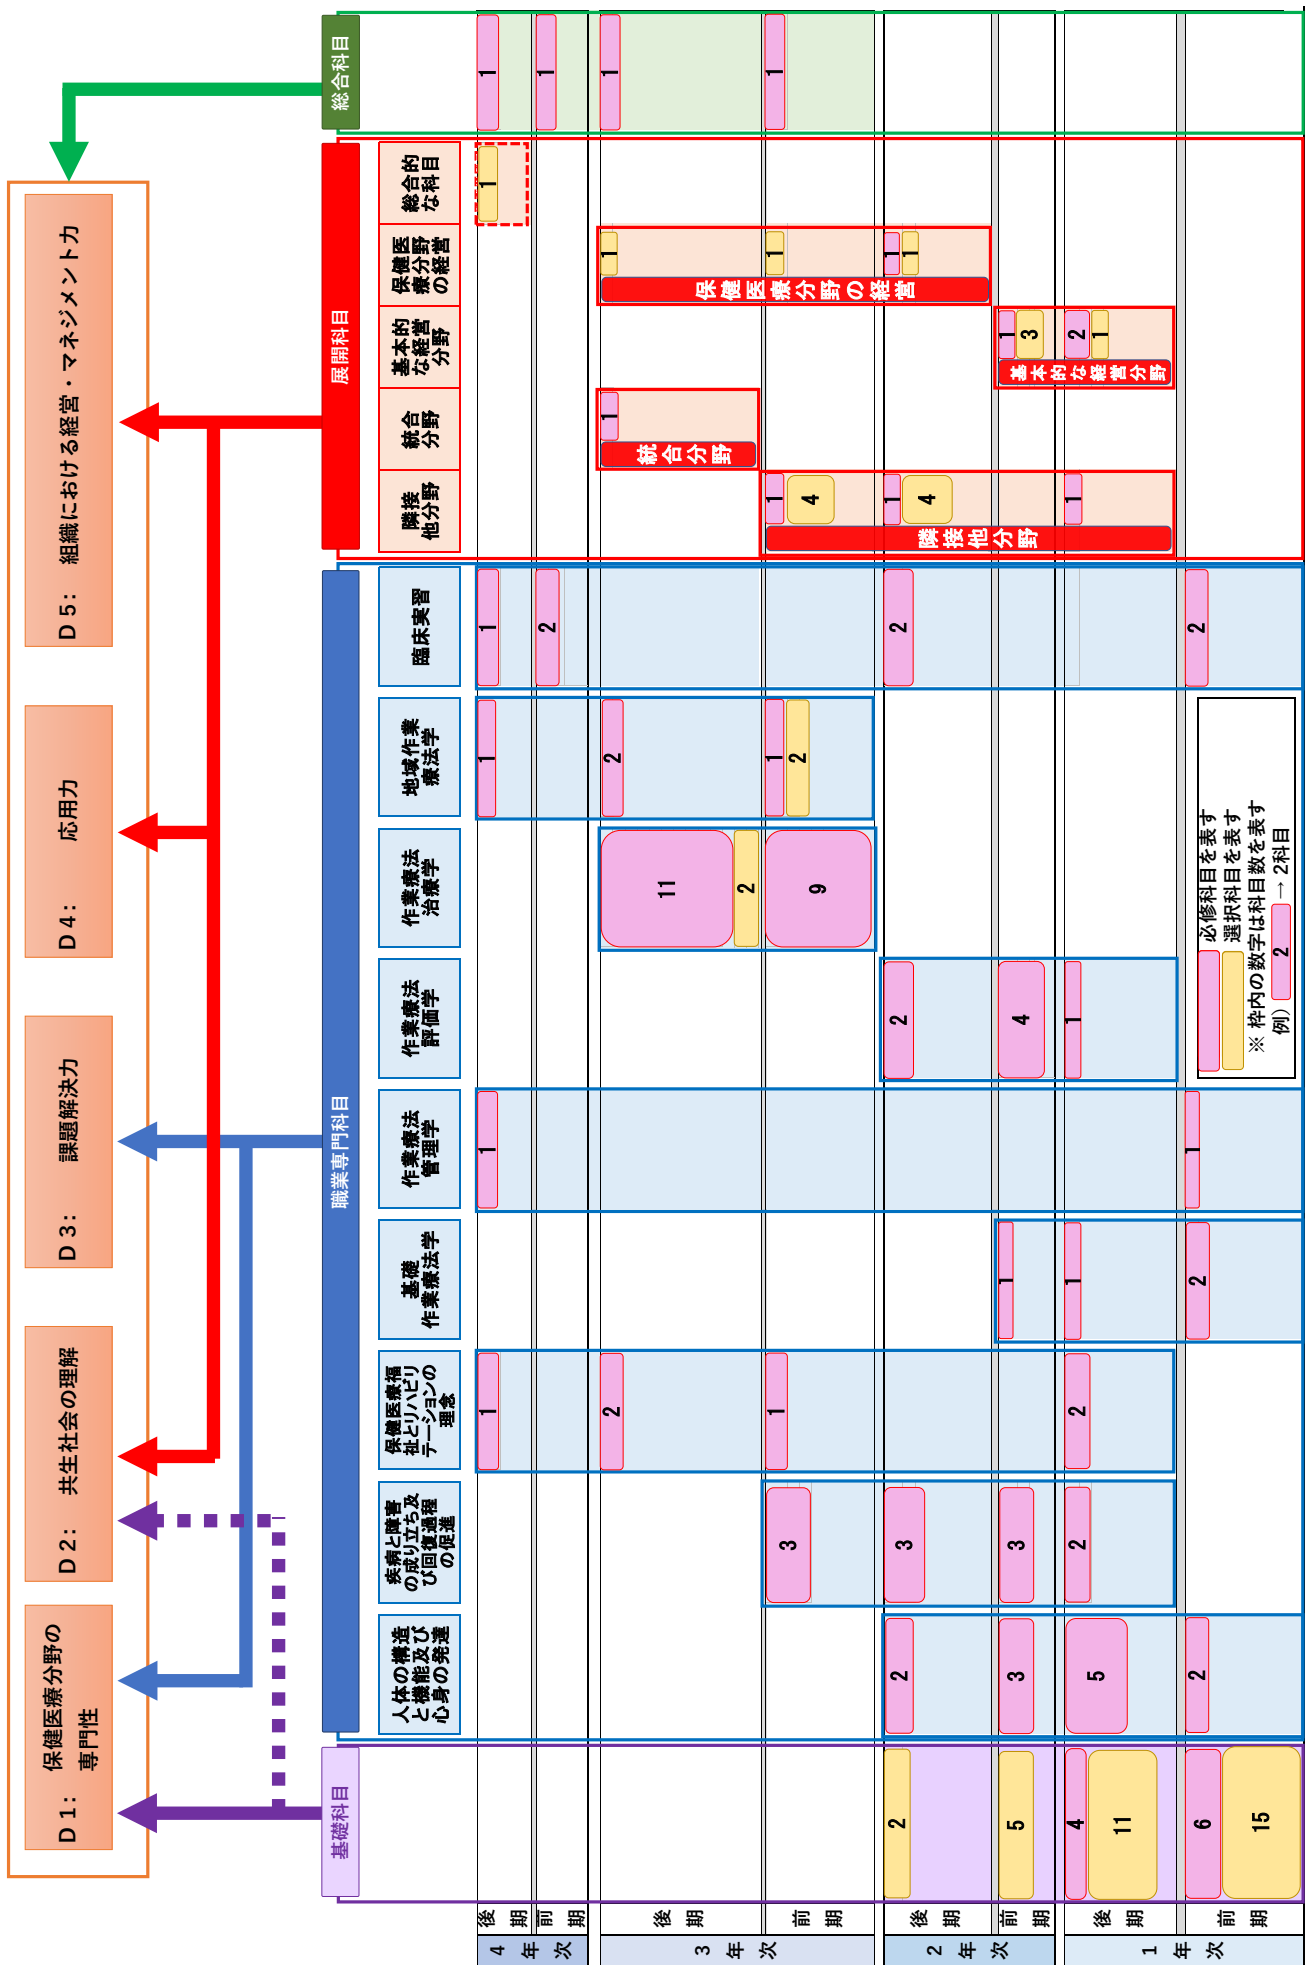 D 1： 保健医療分野の
専門性
D 2： 共生社会の理解
D 3： 課題解決力
D 4： 応用力
D 5： 組織における経営・マネジメント力
基礎科目
職業専門科目
展開科目
総合科目
人体の構造
と機能及び
心身の発達
疾病と障害
の成り立ち及
び回復過程
の促進
保健医療福
祉とリハビリ
テーションの
理念
基礎
作業療法学
作業療法
管理学
作業療法
評価学
作業療法
治療学
地域作業
療法学
臨床実習
隣接
他分野
統合
分野
基本的
な経営
分野
保健医
療分野
の経営
総合的
な科目
4年次
後期
1
1
1
1
1
1
前期
2
1
3年次
後期
2
11
2
2
統合分野
1
保健医療分野の経営
1
1
前期
3
1
9
1
2
隣接他分野
1
4
1
1
2年次
後期
2
2
3
2
2
1
4
1
1
前期
5
3
3
1
4
基本的な経営分野
1
3
1年次
後期
4
11
5
2
2
1
1
1
2
1
前期
6
15
2
2
1
2
必修科目を表す
選択科目を表す
※ 枠内の数字は科目数を表す
例） 2 → 2科目